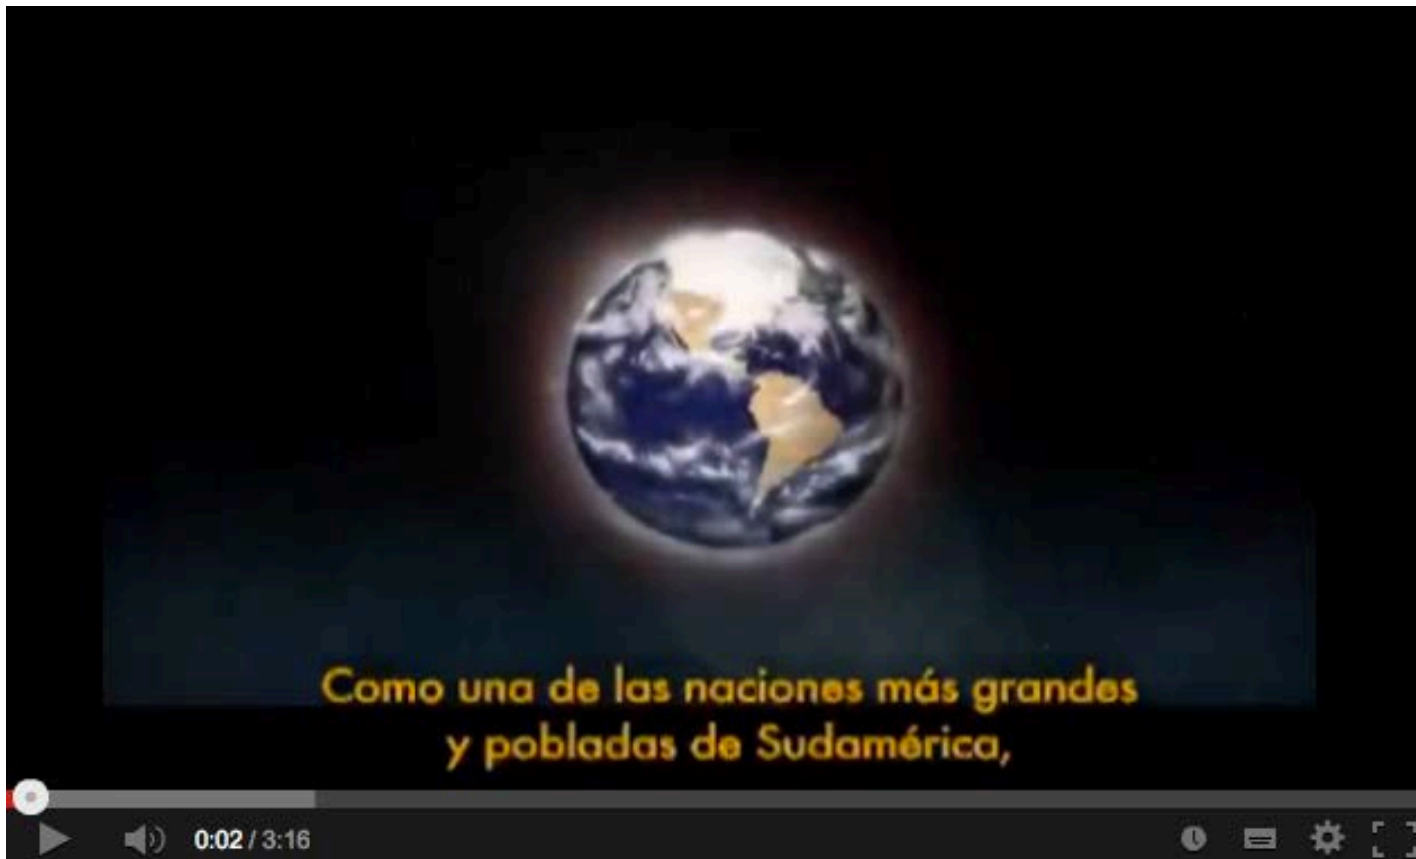 Como una de las naciones más grandes
y pobladas de Sudamérica,
0:02 / 3:16